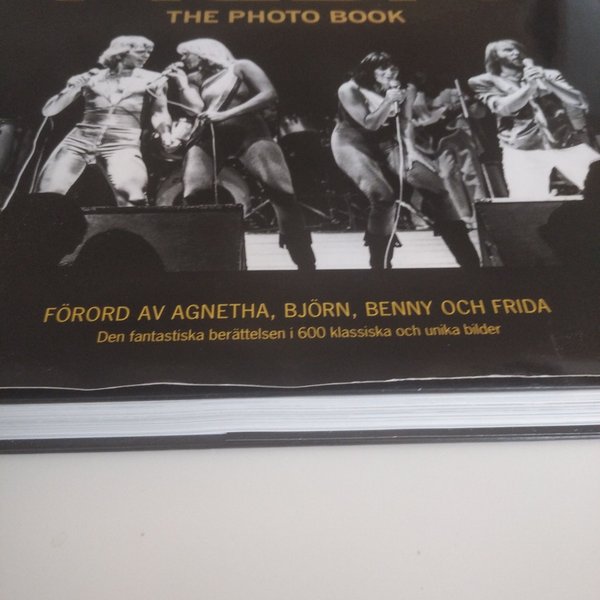 THE PHOTO BOOK
FÖRORD AV AGNETHA, BJÖRN, BENNY OCH FRIDA
Den fantastiska berättelsen i 600 klassiska och unika bilder